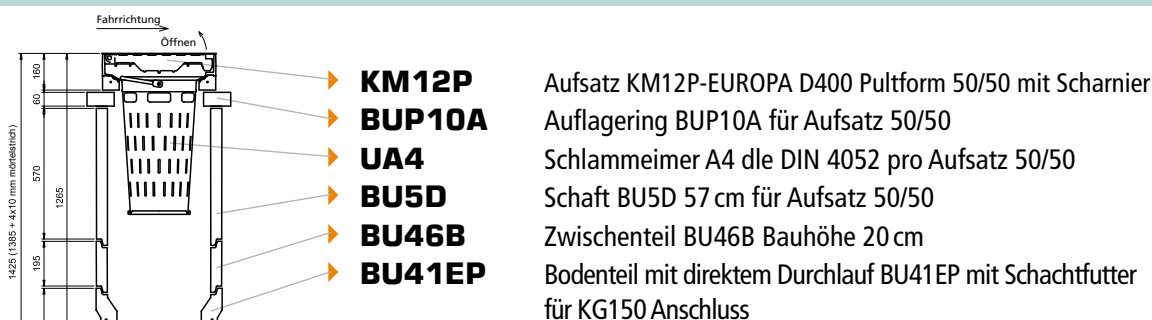 Fahrrichtung
Öffnen
160
60
570
195
1265
1425 (1385 + 4x10 mm mörtelstrich)
KM12P Aufsatz KM12P-EUROPA D400 Pultform 50/50 mit Scharnier
BUP10A Auflagering BUP10A für Aufsatz 50/50
UA4 Schlammeimer A4 dle DIN 4052 pro Aufsatz 50/50
BU5D Schaft BU5D 57 cm für Aufsatz 50/50
BU46B Zwischenteil BU46B Bauhöhe 20 cm
BU41EP Bodenteil mit direktem Durchlauf BU41EP mit Schachtfutter
für KG150 Anschluss